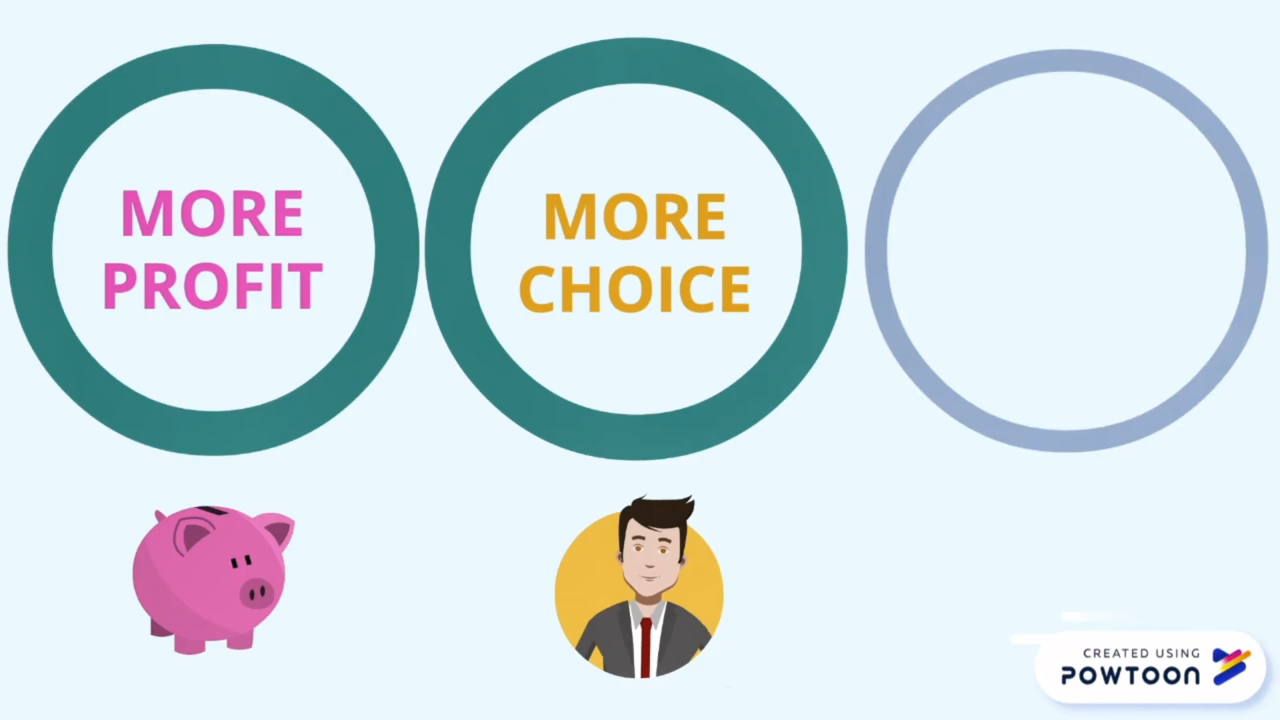 MORE
PROFIT
MORE
CHOICE
CREATED USING
POWTOON